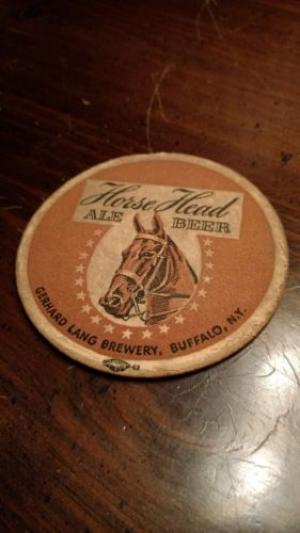 Horse Head
ALE BEER
GERHARD LANG BREWERY, BUFFALO, N.Y.